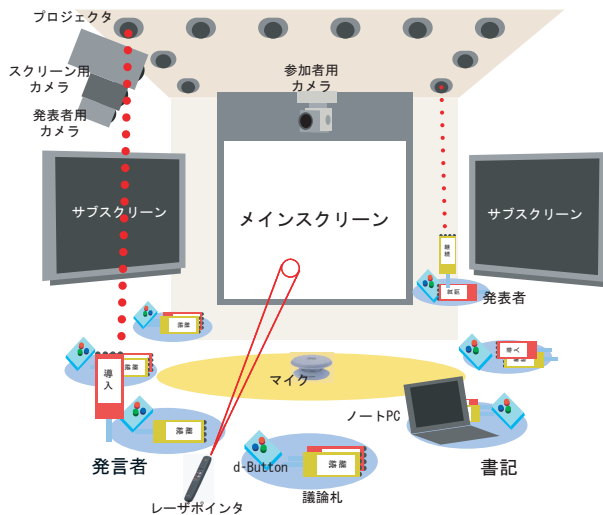 プロジェクタ
スクリーン用
カメラ
発表者用
カメラ
参加者用
カメラ
サブスクリーン
メインスクリーン
サブスクリーン
継続
発表者
導入
導入
マイク
ノートPC
発言者
d-Button
書記
議論札
レーザポインタ